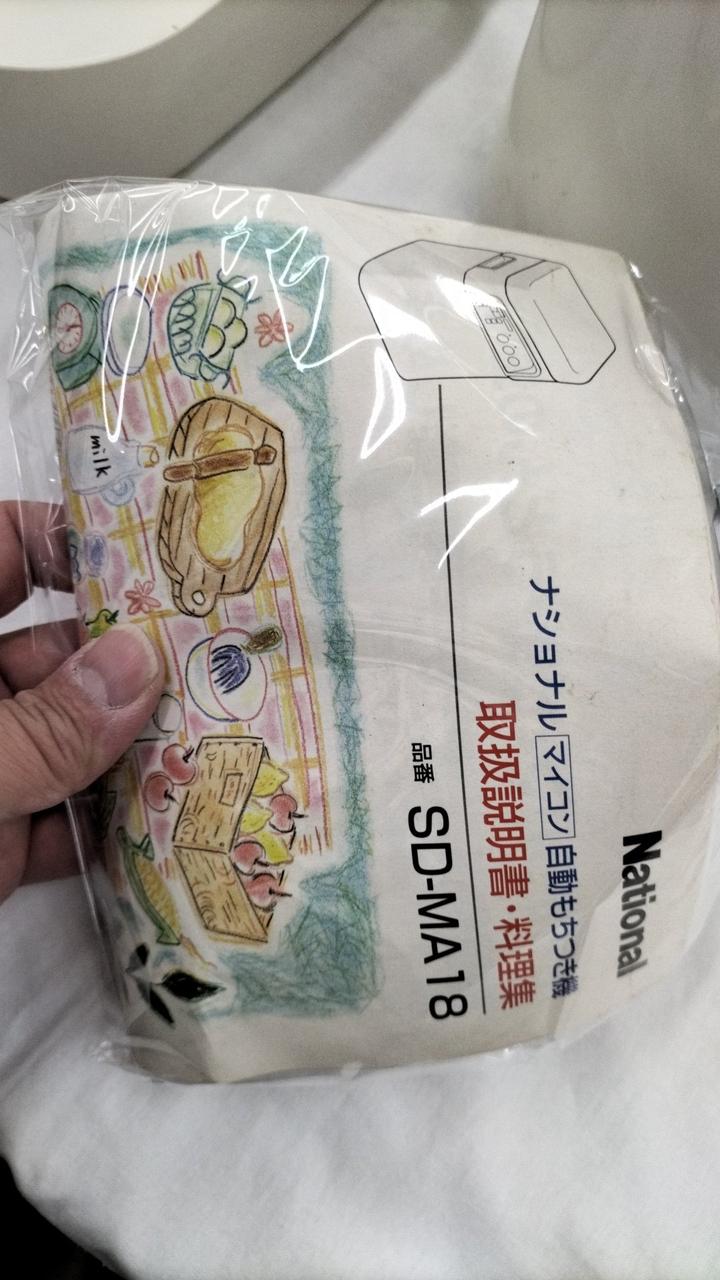 National
ナショナル マイコン 自動もちつき機
取扱説明書・料理集
品番 SD-MA18
milk